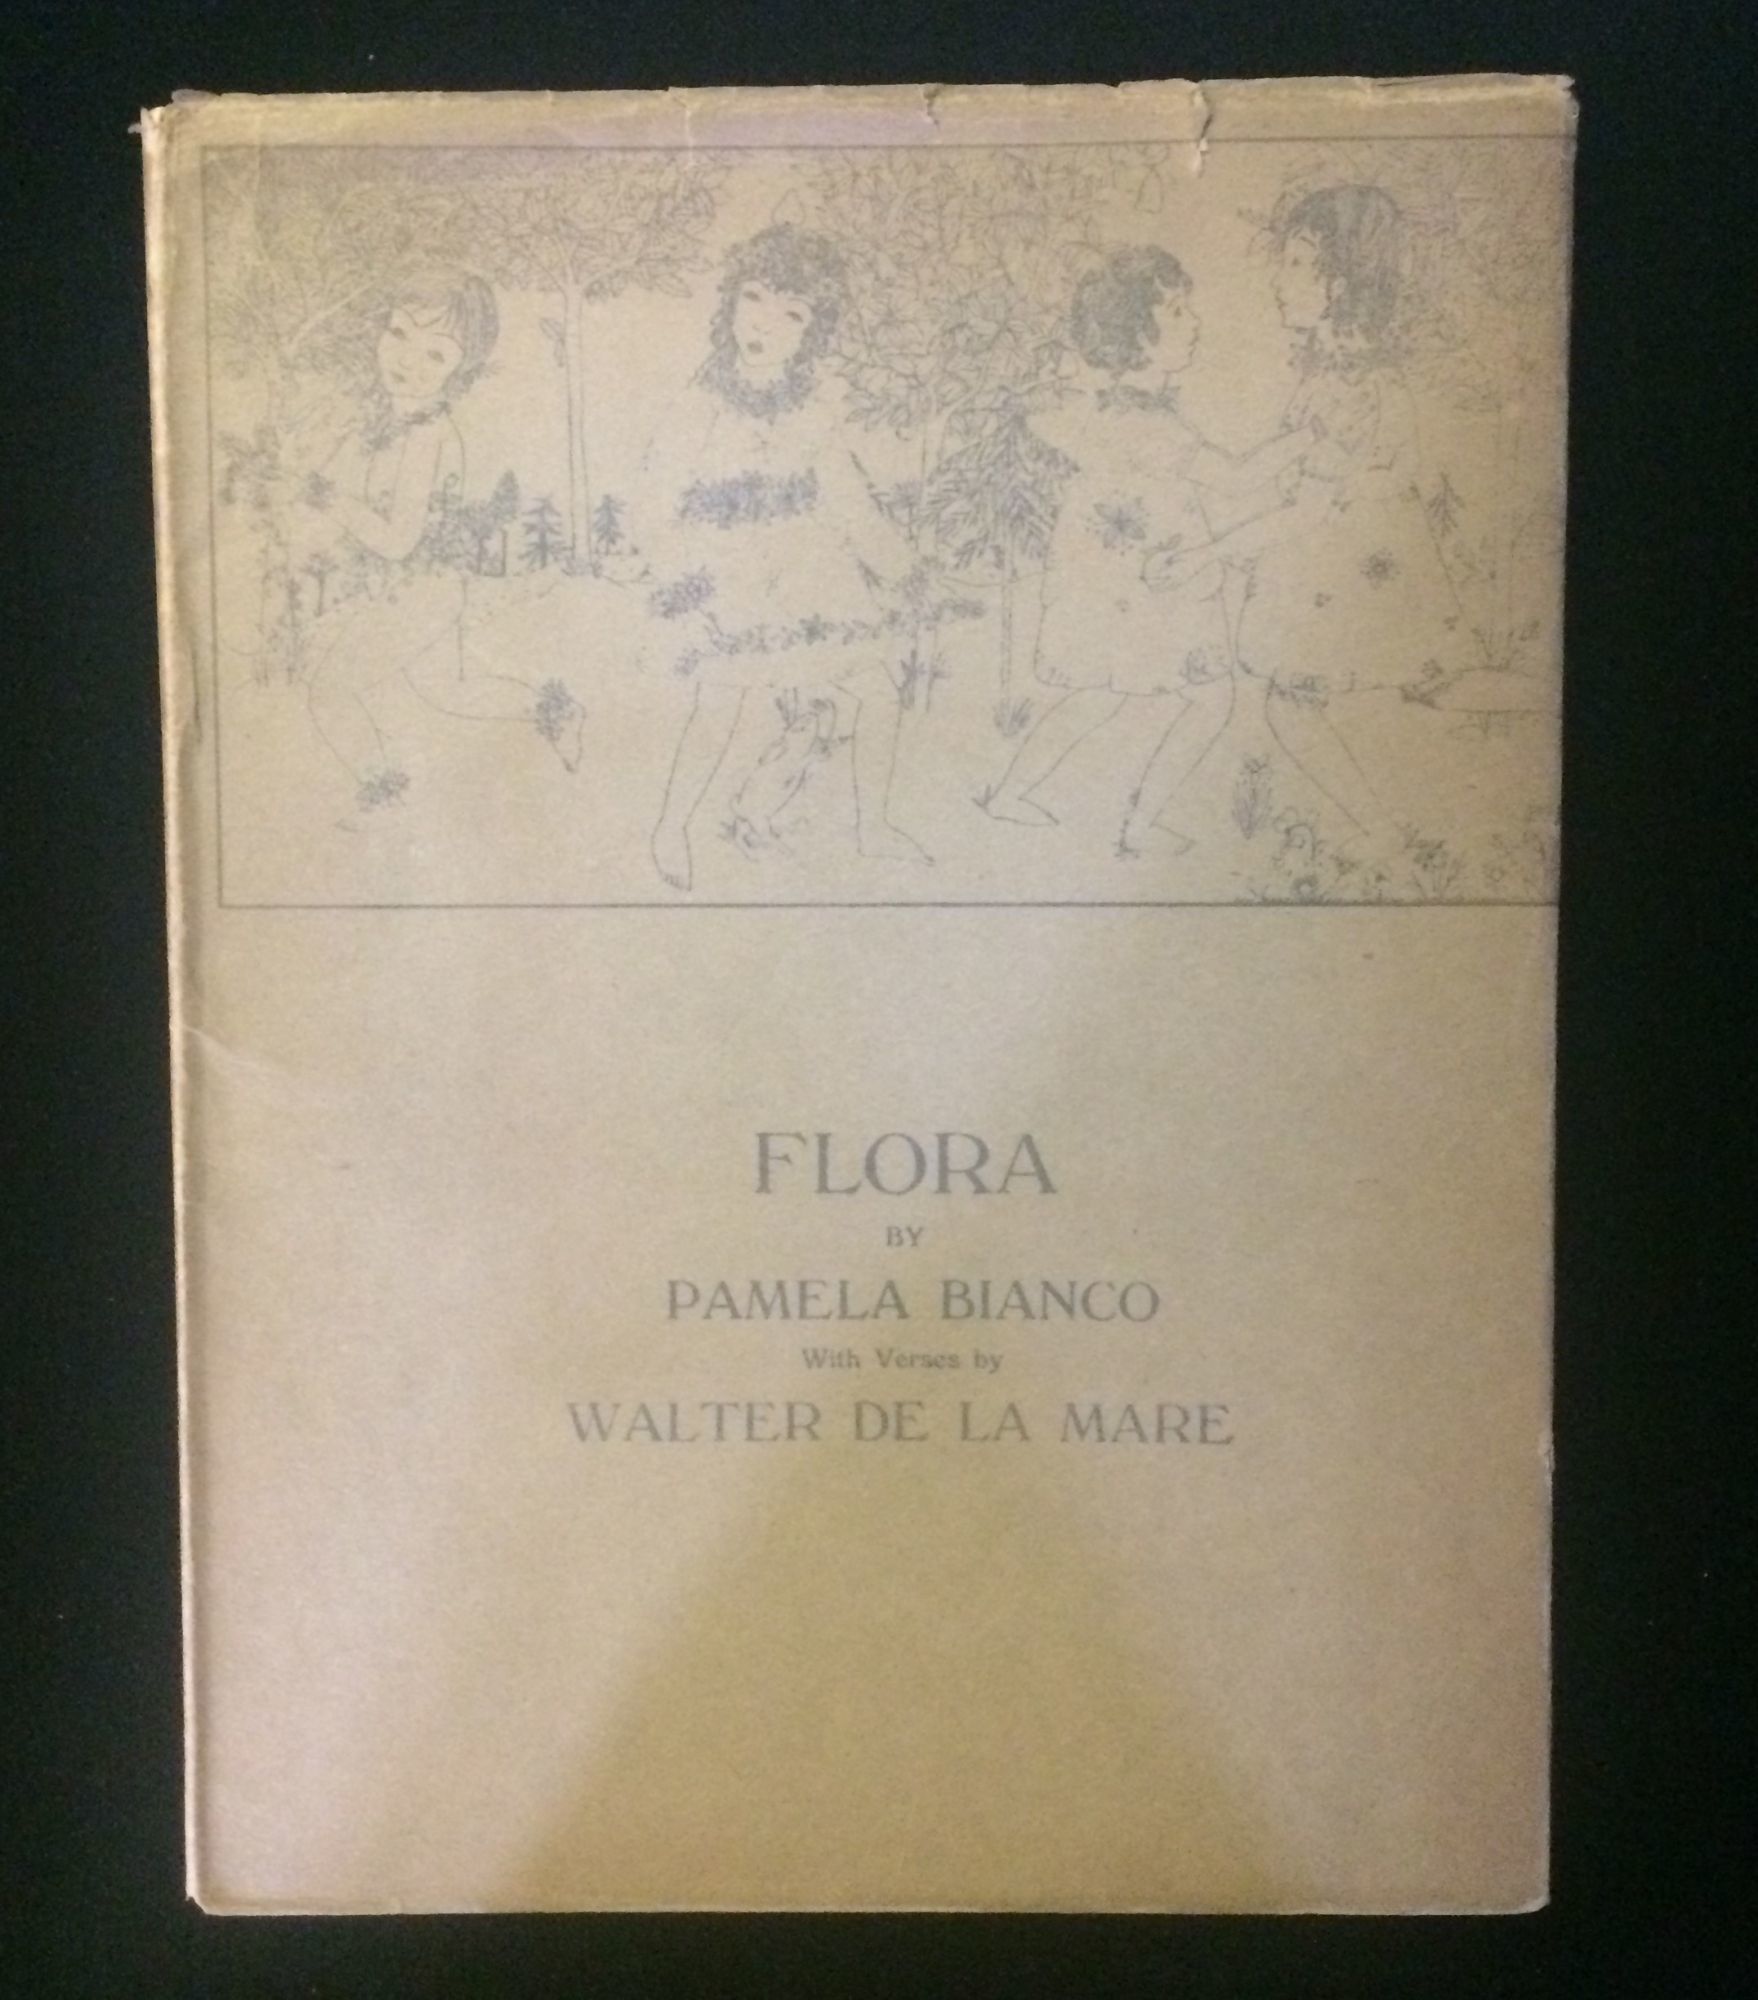 FLORA
BY
PAMELA BIANCO
With Verses by
WALTER DE LA MARE